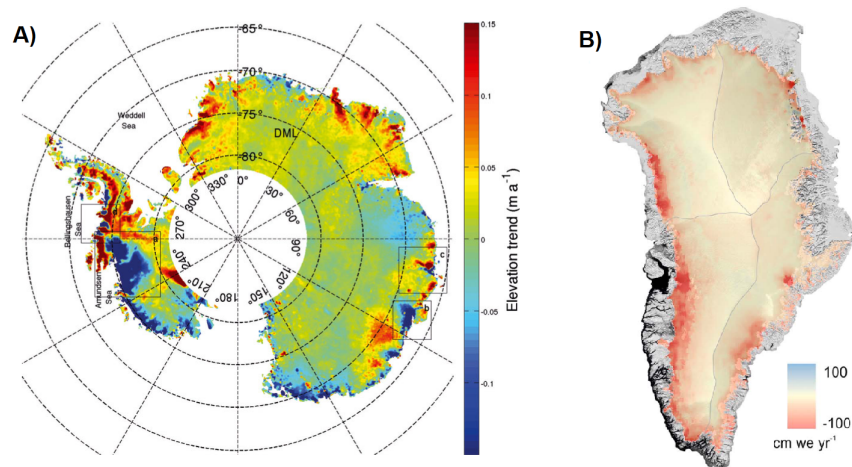 A)
B)
-65°
-70°
-75°
-80°
Weddell
Sea
DML
Bellingshausen
Sea
Amundsen
Sea
0°
30°
60°
90°
120°
150°
180°
210°
240°
270°
300°
330°
a
c
0.15
0.1
0.05
0
-0.05
-0.1
Elevation trend (m a⁻¹)
100
-100
cm we yr⁻¹